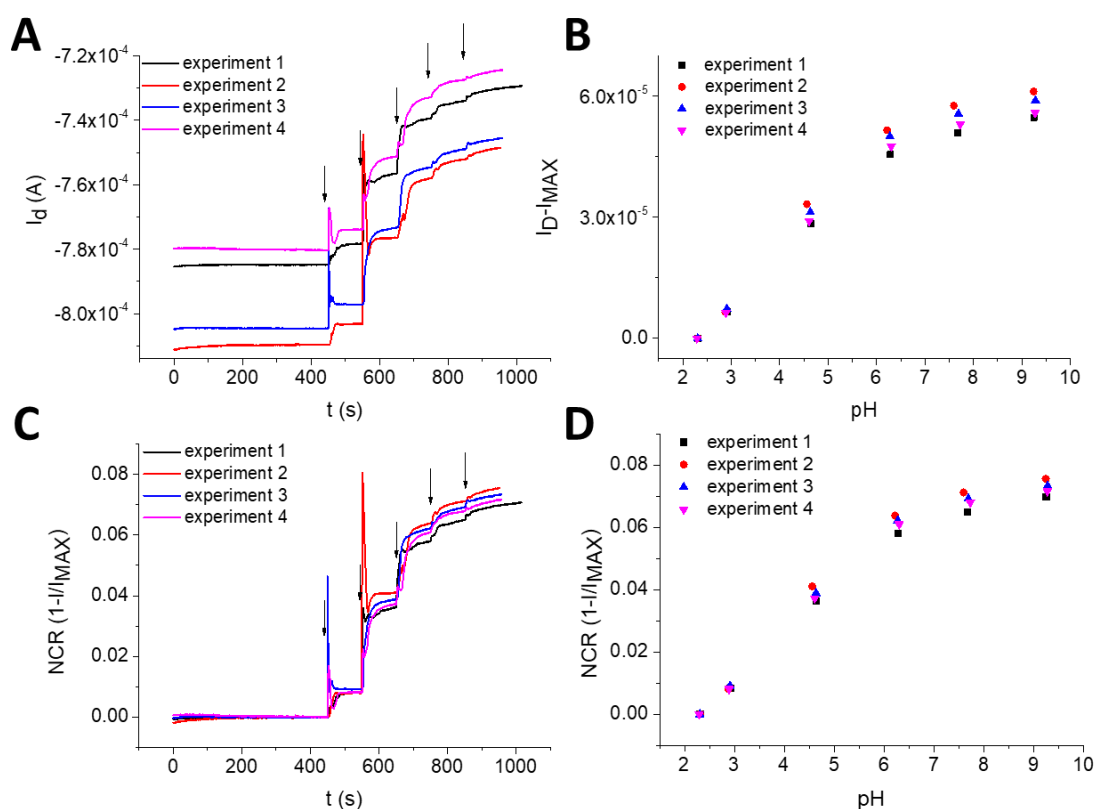 A
-7.2x10⁻⁴
-7.4x10⁻⁴
-7.6x10⁻⁴
-7.8x10⁻⁴
-8.0x10⁻⁴
I_d (A)
experiment 1
experiment 2
experiment 3
experiment 4
0 200 400 600 800 1000
t (s)
B
6.0x10⁻⁵
3.0x10⁻⁵
0.0
I_D-I_MAX
experiment 1
experiment 2
experiment 3
experiment 4
2 3 4 5 6 7 8 9 10
pH
C
0.08
0.06
0.04
0.02
0.00
NCR (1-I/I_MAX)
experiment 1
experiment 2
experiment 3
experiment 4
0 200 400 600 800 1000
t (s)
D
0.08
0.06
0.04
0.02
0.00
NCR (1-I/I_MAX)
experiment 1
experiment 2
experiment 3
experiment 4
2 3 4 5 6 7 8 9 10
pH